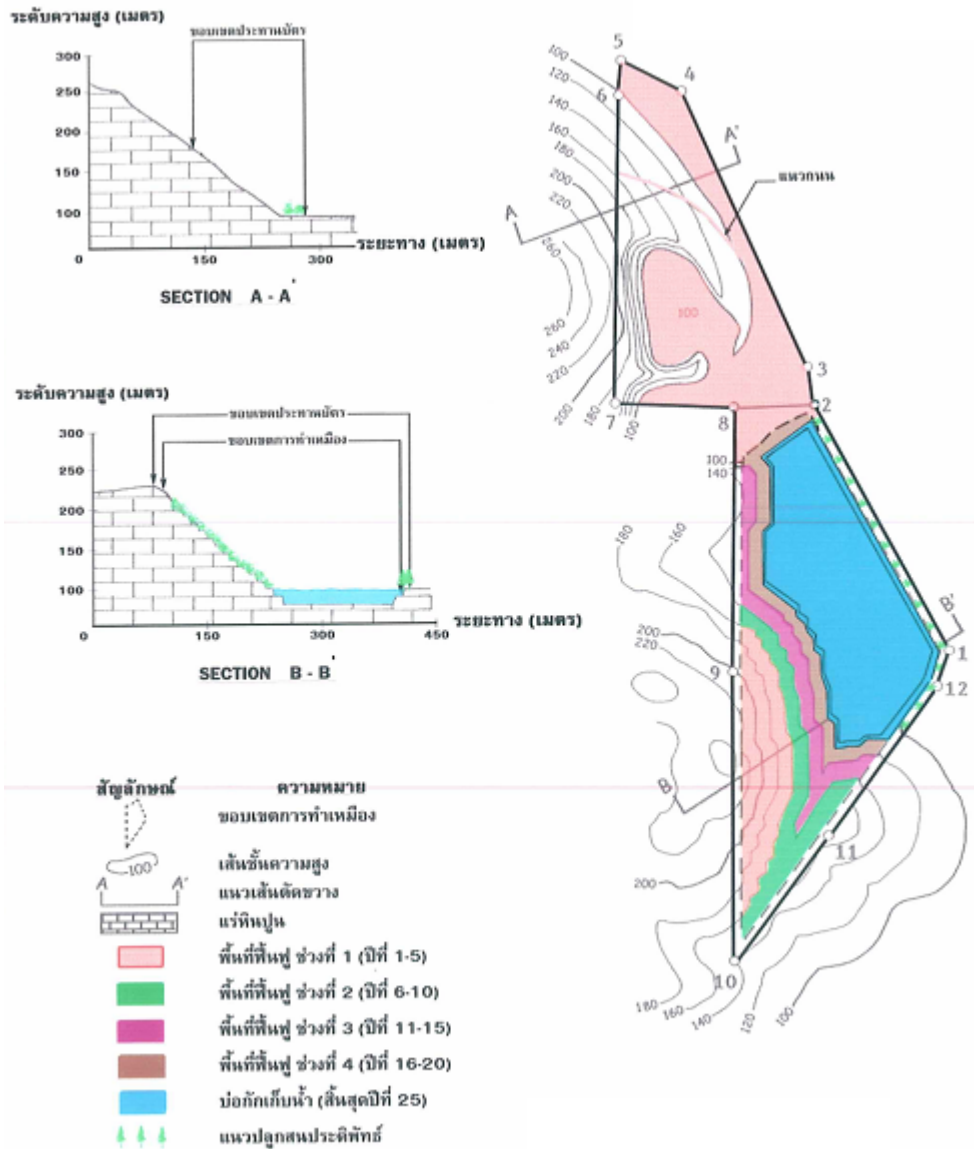 ระดับความสูง (เมตร)
ขอบเขตประทานบัตร
300
250
200
150
100
0
150
300
ระยะทาง (เมตร)
SECTION A - A'
ระดับความสูง (เมตร)
ขอบเขตประทานบัตร
ขอบเขตการทำเหมือง
300
250
200
150
100
0
150
300
450
ระยะทาง (เมตร)
SECTION B - B'
สัญลักษณ์ ความหมาย
ขอบเขตการทำเหมือง
100 เส้นชั้นความสูง
A A' แนวเส้นตัดขวาง
แร่หินปูน
พื้นที่ฟื้นฟู ช่วงที่ 1 (ปีที่ 1-5)
พื้นที่ฟื้นฟู ช่วงที่ 2 (ปีที่ 6-10)
พื้นที่ฟื้นฟู ช่วงที่ 3 (ปีที่ 11-15)
พื้นที่ฟื้นฟู ช่วงที่ 4 (ปีที่ 16-20)
บ่อกักเก็บน้ำ (สิ้นสุดปีที่ 25)
แนวปลูกสนประดิพัทธ์
5
4
6
100
120
140
160
180
200
220
A'
แนวถนน
A
260
260
240
220
200
180
160
100
100
3
2
7
8
100
140
180
160
B'
1
12
200
220
9
B
11
200
10
180
160
140
120
100